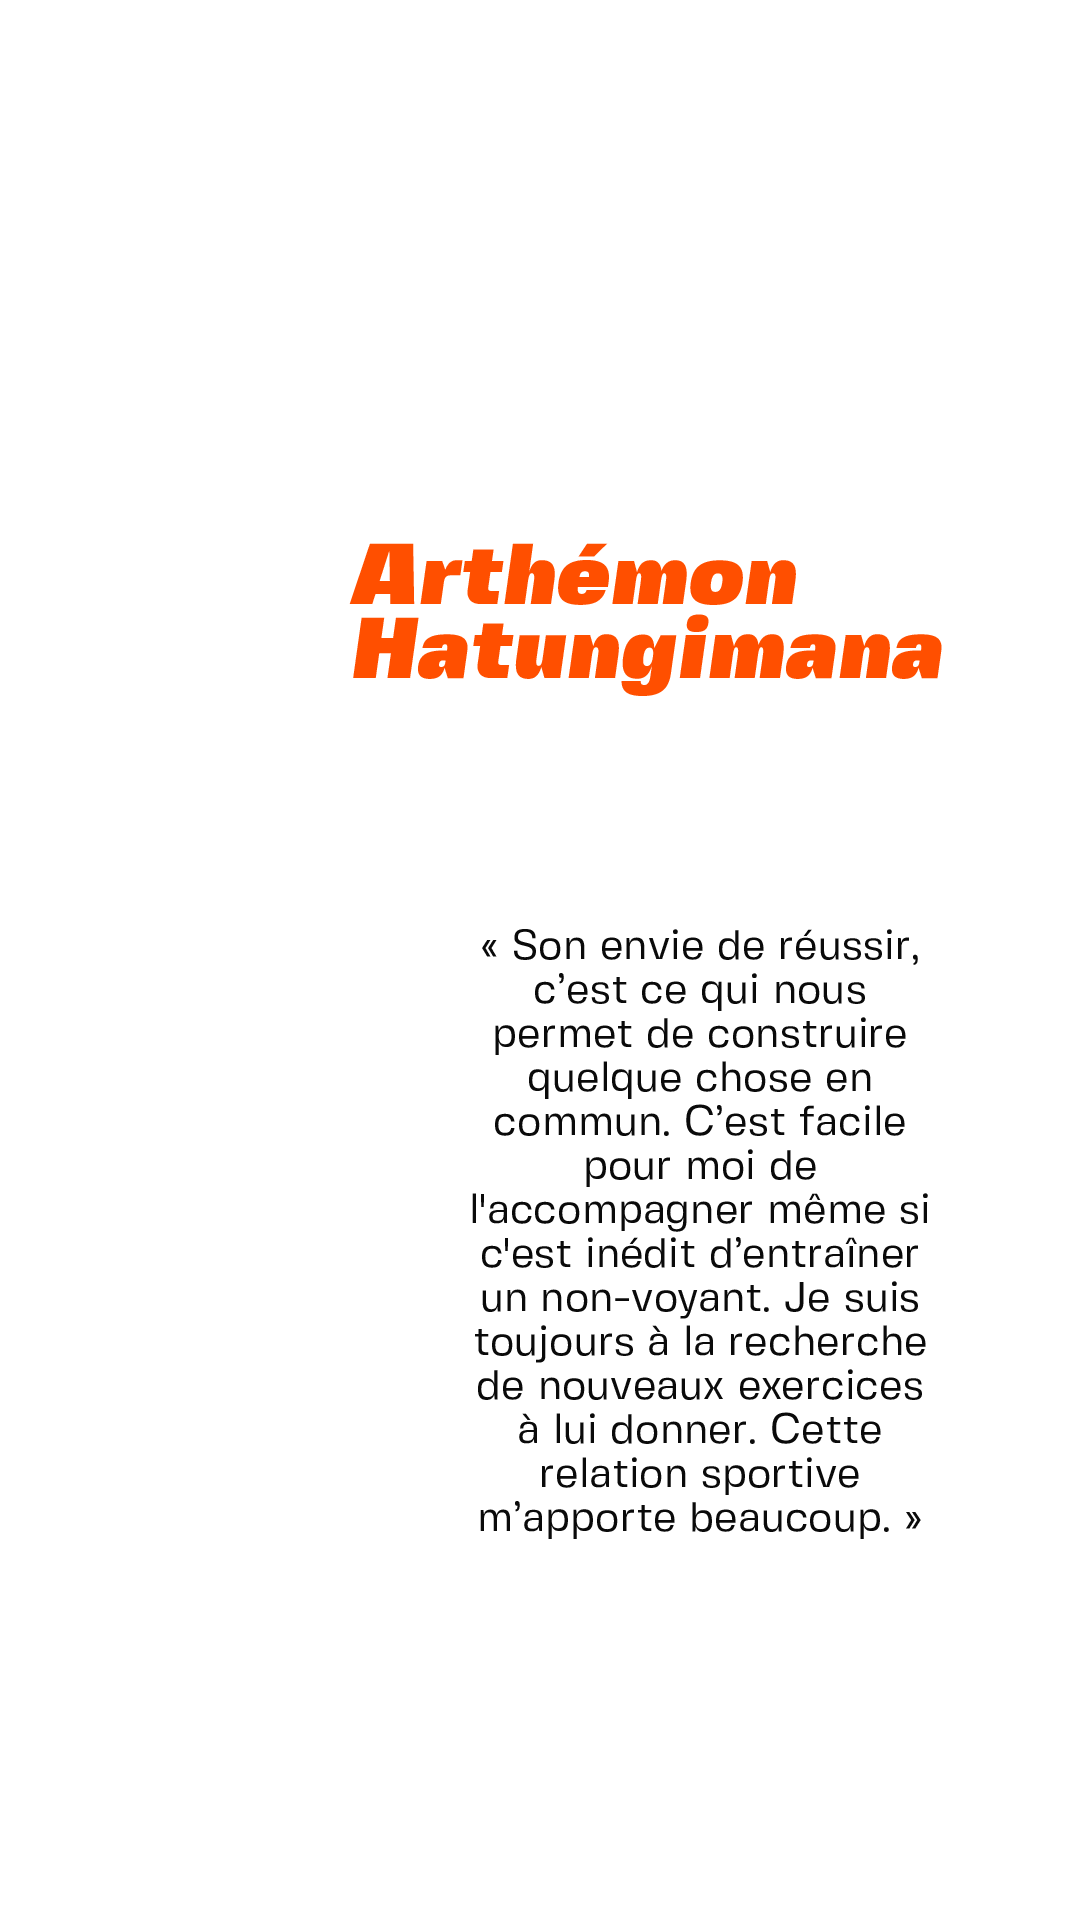 Arthémon
Hatungimana
« Son envie de réussir,
c’est ce qui nous
permet de construire
quelque chose en
commun. C’est facile
pour moi de
l'accompagner même si
c'est inédit d’entraîner
un non-voyant. Je suis
toujours à la recherche
de nouveaux exercices
à lui donner. Cette
relation sportive
m’apporte beaucoup. »